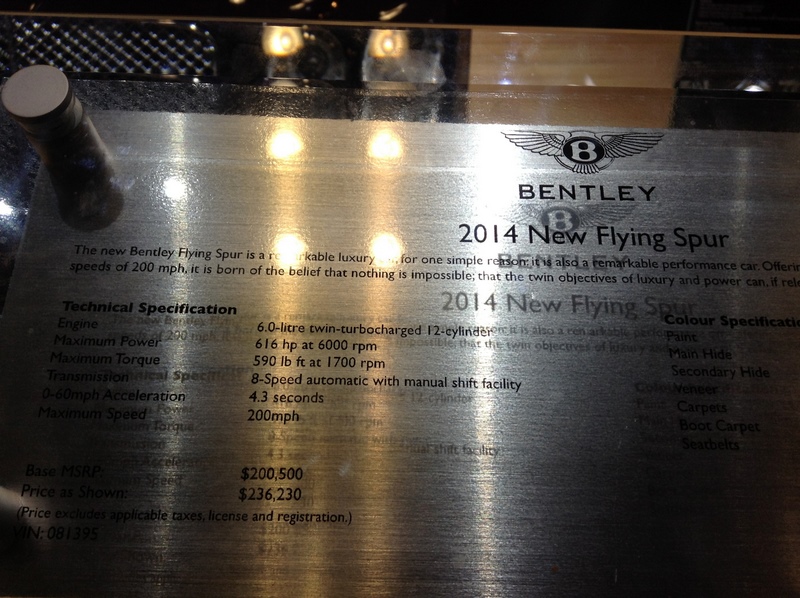 B
BENTLEY
2014 New Flying Spur
The new Bentley Flying Spur is a remarkable luxury car, for one simple reason: it is also a remarkable performance car. Offerin
speeds of 200 mph, it is born of the belief that nothing is impossible; that the twin objectives of luxury and power can, if rele
Technical Specification
Engine 6.0-litre twin-turbocharged 12-cylinder
Maximum Power 616 hp at 6000 rpm
Maximum Torque 590 lb ft at 1700 rpm
Transmission 8-Speed automatic with manual shift facility
0-60mph Acceleration 4.3 seconds
Maximum Speed 200mph
Base MSRP: $200,500
Price as Shown: $236,230
(Price excludes applicable taxes, license and registration.)
VIN: 081395
Colour Specificatio
Paint
Main Hide
Secondary Hide
Veneer
Carpets
Boot Carpet
Seatbelts